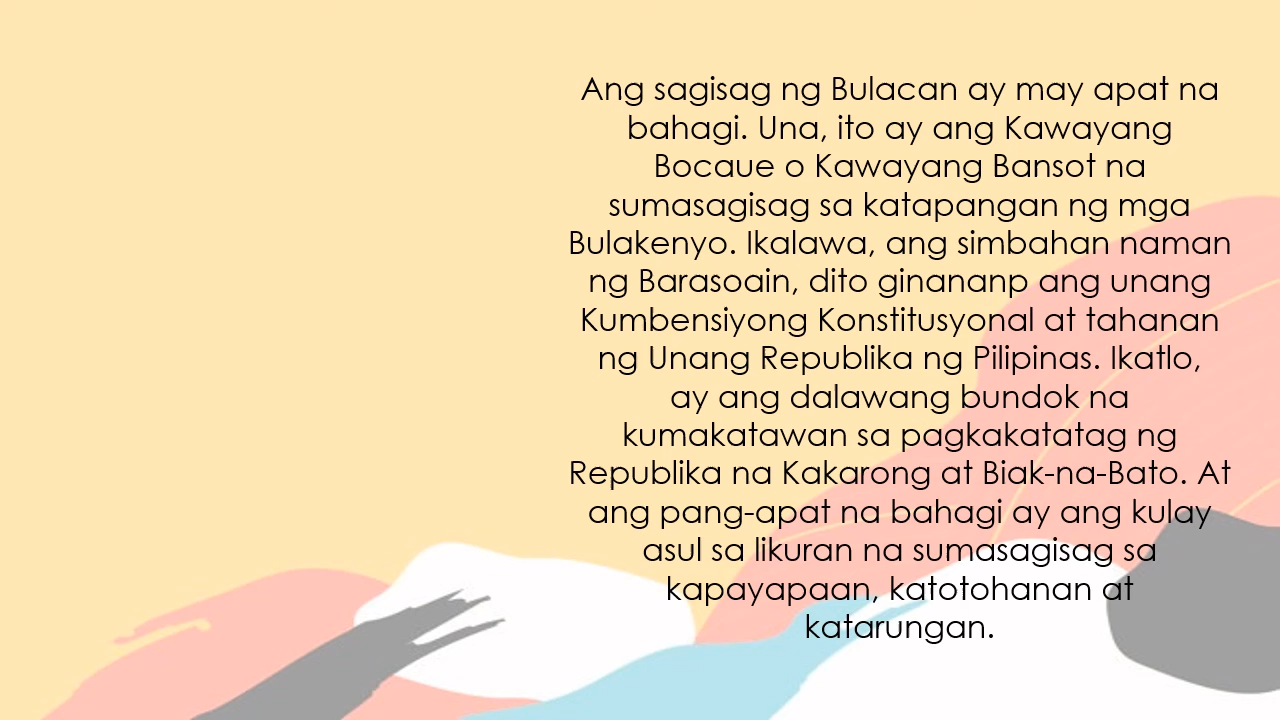 Ang sagisag ng Bulacan ay may apat na
bahagi. Una, ito ay ang Kawayang
Bocaue o Kawayang Bansot na
sumasagisag sa katapangan ng mga
Bulakenyo. Ikalawa, ang simbahan naman
ng Barasoain, dito ginananp ang unang
Kumbensiyong Konstitusyonal at tahanan
ng Unang Republika ng Pilipinas. Ikatlo,
ay ang dalawang bundok na
kumakatawan sa pagkakatatag ng
Republika na Kakarong at Biak-na-Bato. At
ang pang-apat na bahagi ay ang kulay
asul sa likuran na sumasagisag sa
kapayapaan, katotohanan at
katarungan.